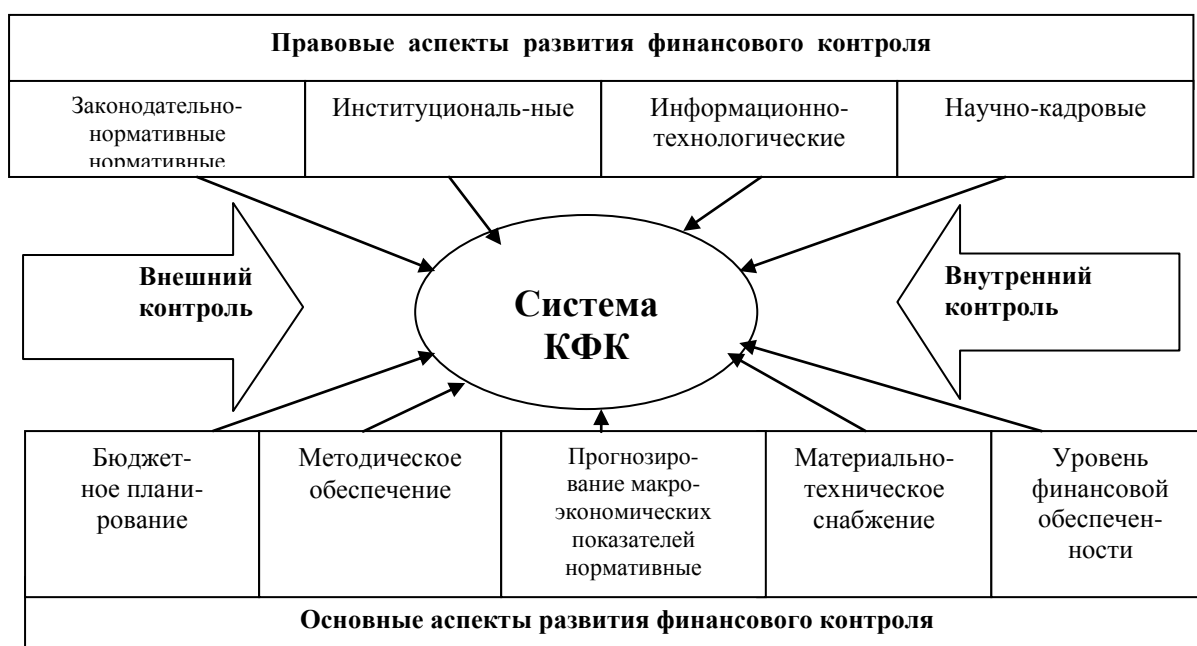 Правовые аспекты развития финансового контроля
Законодательно-
нормативные
нормативные
Институциональ-ные
Информационно-
технологические
Научно-кадровые
Внешний
контроль
Система
КФК
Внутренний
контроль
Бюджет-
ное плани-
рование
Методическое
обеспечение
Прогнозиро-
вание макро-
экономических
показателей
нормативные
Материально-
техническое
снабжение
Уровень
финансовой
обеспечен-
ности
Основные аспекты развития финансового контроля